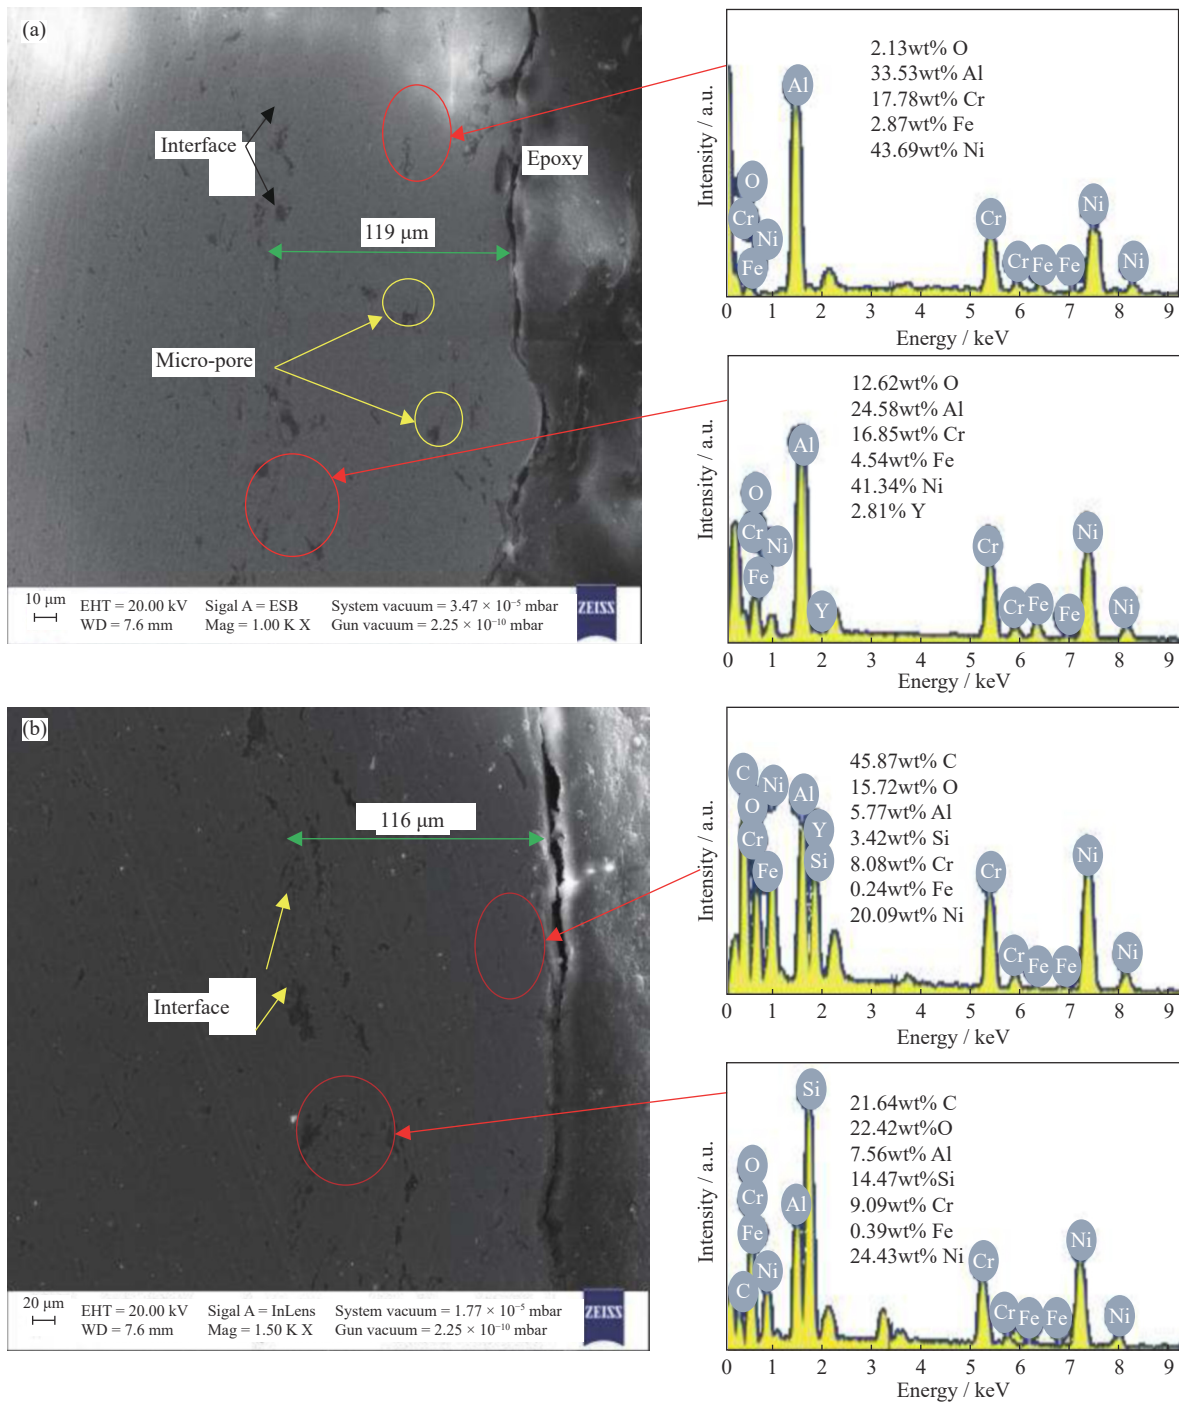 (a)
Interface
Epoxy
119 μm
Micro-pore
10 μm
EHT = 20.00 kV
Sigal A = ESB
System vacuum = 3.47 × 10⁻⁵ mbar
WD = 7.6 mm
Mag = 1.00 K X
Gun vacuum = 2.25 × 10⁻¹⁰ mbar
ZEISS
Intensity / a.u.
2.13wt% O
33.53wt% Al
17.78wt% Cr
2.87wt% Fe
43.69wt% Ni
Al
O
Cr
Ni
Fe
Cr
Cr
Fe
Fe
Ni
Ni
0 1 2 3 4 5 6 7 8 9
Energy / keV
Intensity / a.u.
12.62wt% O
24.58wt% Al
16.85wt% Cr
4.54wt% Fe
41.34% Ni
2.81% Y
Al
O
Cr
Ni
Fe
Y
Cr
Cr
Fe
Fe
Ni
Ni
0 1 2 3 4 5 6 7 8 9
Energy / keV
(b)
116 μm
Interface
20 μm
EHT = 20.00 kV
Sigal A = InLens
System vacuum = 1.77 × 10⁻⁵ mbar
WD = 7.6 mm
Mag = 1.50 K X
Gun vacuum = 2.25 × 10⁻¹⁰ mbar
ZEISS
Intensity / a.u.
45.87wt% C
15.72wt% O
5.77wt% Al
3.42wt% Si
8.08wt% Cr
0.24wt% Fe
20.09wt% Ni
C
Ni
Al
O
Y
Cr
Si
Fe
Cr
Cr
Fe
Fe
Ni
Ni
0 1 2 3 4 5 6 7 8 9
Energy / keV
Intensity / a.u.
21.64wt% C
22.42wt%O
7.56wt% Al
14.47wt%Si
9.09wt% Cr
0.39wt% Fe
24.43wt% Ni
Si
O
Cr
Al
Fe
Ni
C
Cr
Cr
Fe
Fe
Ni
Ni
0 1 2 3 4 5 6 7 8 9
Energy / keV